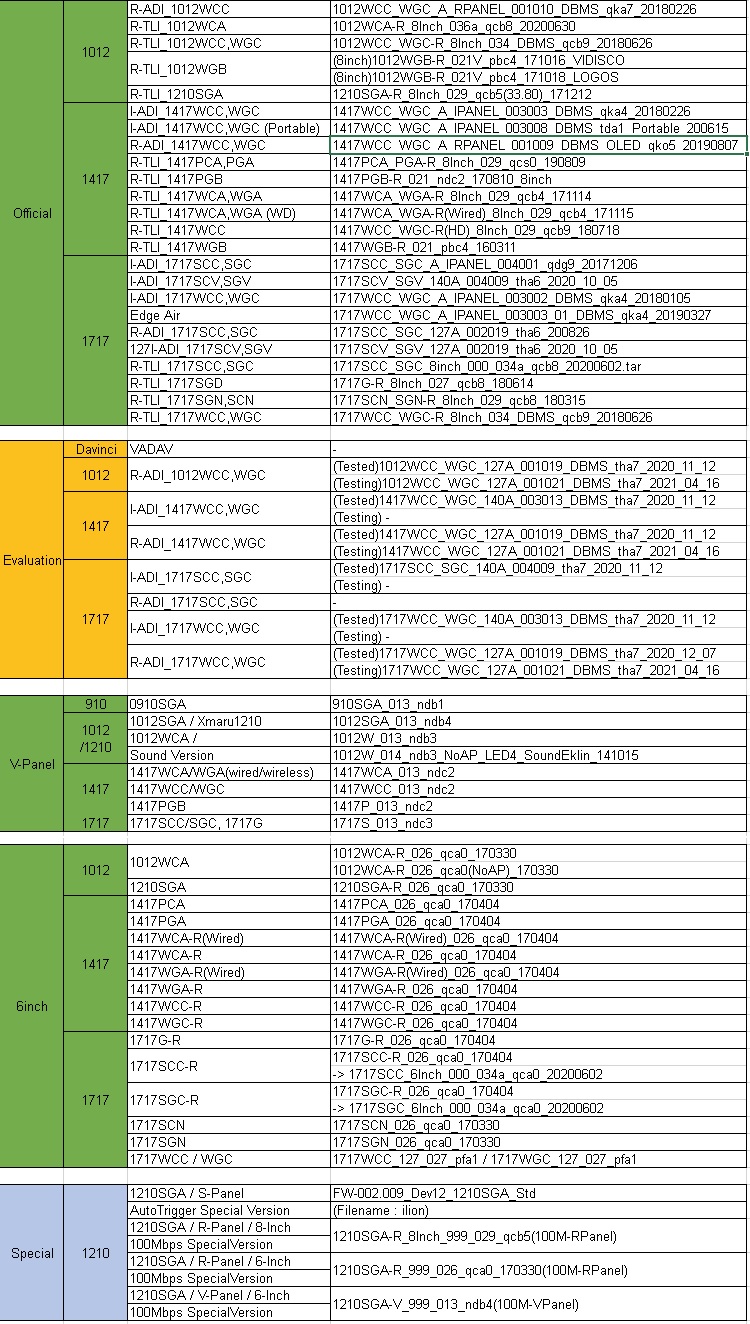 Official
1012
R-ADI_1012WCC 1012WCC_WGC_A_RPANEL_001010_DBMS_qka7_20180226
R-TLI_1012WCA 1012WCA-R_8Inch_036a_qcb8_20200630
R-TLI_1012WCC,WGC 1012WCC_WGC-R_8Inch_034_DBMS_qcb9_20180626
R-TLI_1012WGB (8inch)1012WGB-R_021V_pbc4_171016_VIDISCO
(8inch)1012WGB-R_021V_pbc4_171018_LOGOS
R-TLI_1210SGA 1210SGA-R_8Inch_029_qcb5(33.80)_171212
1417
I-ADI_1417WCC,WGC 1417WCC_WGC_A_IPANEL_003003_DBMS_qka4_20180226
I-ADI_1417WCC,WGC (Portable) 1417WCC_WGC_A_IPANEL_003008_DBMS_tda1_Portable_200615
R-ADI_1417WCC,WGC 1417WCC_WGC_A_RPANEL_001009_DBMS_OLED_qko5_20190807
R-TLI_1417PCA,PGA 1417PCA_PGA-R_8Inch_029_qcs0_190809
R-TLI_1417PGB 1417PGB-R_021_ndc2_170810_8inch
R-TLI_1417WCA,WGA 1417WCA_WGA-R_8Inch_029_qcb4_171114
R-TLI_1417WCA,WGA (WD) 1417WCA_WGA-R(Wired)_8Inch_029_qcb4_171115
R-TLI_1417WCC 1417WCC_WGC-R(HD)_8Inch_029_qcb9_180718
R-TLI_1417WGB 1417WGB-R_021_pbc4_160311
1717
I-ADI_1717SCC,SGC 1717SCC_SGC_A_IPANEL_004001_qdg9_20171206
I-ADI_1717SCV,SGV 1717SCV_SGV_140A_004009_tha6_2020_10_05
I-ADI_1717WCC,WGC 1717WCC_WGC_A_IPANEL_003002_DBMS_qka4_20180105
Edge Air 1717WCC_WGC_A_IPANEL_003003_01_DBMS_qka4_20190327
R-ADI_1717SCC,SGC 1717SCC_SGC_127A_002019_tha6_200826
127I-ADI_1717SCV,SGV 1717SCV_SGV_127A_002019_tha6_2020_10_05
R-TLI_1717SCC,SGC 1717SCC_SGC_8inch_000_034a_qcb8_20200602.tar
R-TLI_1717SGD 1717G-R_8Inch_027_qcb8_180614
R-TLI_1717SGN,SCN 1717SCN_SGN-R_8Inch_029_qcb8_180315
R-TLI_1717WCC,WGC 1717WCC_WGC-R_8Inch_034_DBMS_qcb9_20180626
Evaluation
Davinci VADAV -
1012
R-ADI_1012WCC,WGC (Tested)1012WCC_WGC_127A_001019_DBMS_tha7_2020_11_12
(Testing)1012WCC_WGC_127A_001021_DBMS_tha7_2021_04_16
1417
I-ADI_1417WCC,WGC (Tested)1417WCC_WGC_140A_003013_DBMS_tha7_2020_11_12
(Testing) -
R-ADI_1417WCC,WGC (Tested)1417WCC_WGC_127A_001019_DBMS_tha7_2020_11_12
(Testing)1417WCC_WGC_127A_001021_DBMS_tha7_2021_04_16
1717
I-ADI_1717SCC,SGC (Tested)1717SCC_SGC_140A_004009_tha7_2020_11_12
(Testing) -
R-ADI_1717SCC,SGC -
I-ADI_1717WCC,WGC (Tested)1717WCC_WGC_140A_003013_DBMS_tha7_2020_11_12
(Testing) -
R-ADI_1717WCC,WGC (Tested)1717WCC_WGC_127A_001019_DBMS_tha7_2020_12_07
(Testing)1717WCC_WGC_127A_001021_DBMS_tha7_2021_04_16
V-Panel
910 0910SGA 910SGA_013_ndb1
1012
/1210
1012SGA / Xmaru1210 1012SGA_013_ndb4
1012WCA / 1012W_013_ndb3
Sound Version 1012W_014_ndb3_NoAP_LED4_SoundEklin_141015
1417
1417WCA/WGA(wired/wireless) 1417WCA_013_ndc2
1417WCC/WGC 1417WCC_013_ndc2
1417PGB 1417P_013_ndc2
1717 1717SCC/SGC, 1717G 1717S_013_ndc3
6inch
1012
1012WCA 1012WCA-R_026_qca0_170330
1012WCA-R_026_qca0(NoAP)_170330
1210SGA 1210SGA-R_026_qca0_170330
1417
1417PCA 1417PCA_026_qca0_170404
1417PGA 1417PGA_026_qca0_170404
1417WCA-R(Wired) 1417WCA-R(Wired)_026_qca0_170404
1417WCA-R 1417WCA-R_026_qca0_170404
1417WGA-R(Wired) 1417WGA-R(Wired)_026_qca0_170404
1417WGA-R 1417WGA-R_026_qca0_170404
1417WCC-R 1417WCC-R_026_qca0_170404
1417WGC-R 1417WGC-R_026_qca0_170404
1717
1717G-R 1717G-R_026_qca0_170404
1717SCC-R 1717SCC-R_026_qca0_170404
-> 1717SCC_6Inch_000_034a_qca0_20200602
1717SGC-R 1717SGC-R_026_qca0_170404
-> 1717SGC_6Inch_000_034a_qca0_20200602
1717SCN 1717SCN_026_qca0_170330
1717SGN 1717SGN_026_qca0_170330
1717WCC / WGC 1717WCC_127_027_pfa1 / 1717WGC_127_027_pfa1
Special
1210
1210SGA / S-Panel FW-002.009_Dev12_1210SGA_Std
AutoTrigger Special Version (Filename : ilion)
1210SGA / R-Panel / 8-Inch
100Mbps SpecialVersion 1210SGA-R_8Inch_999_029_qcb5(100M-RPanel)
1210SGA / R-Panel / 6-Inch
100Mbps SpecialVersion 1210SGA-R_999_026_qca0_170330(100M-RPanel)
1210SGA / V-Panel / 6-Inch
100Mbps SpecialVersion 1210SGA-V_999_013_ndb4(100M-VPanel)